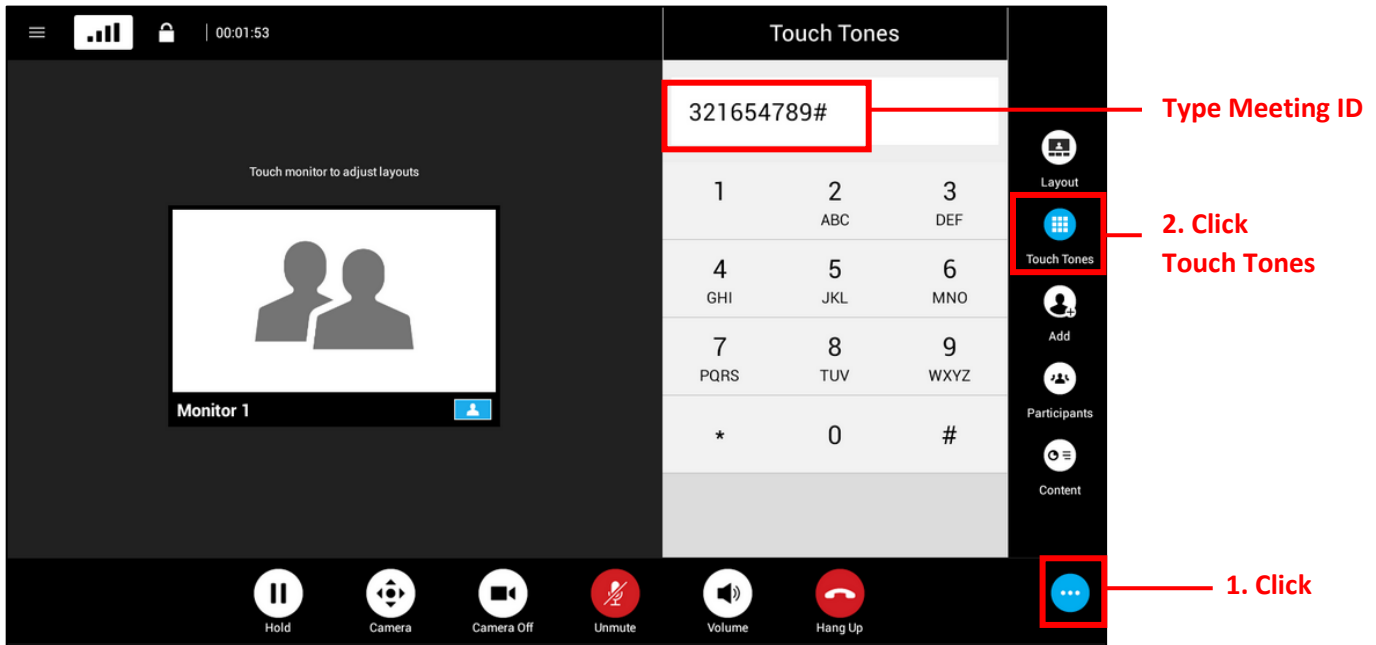 00:01:53
Touch Tones
321654789#
Type Meeting ID
Touch monitor to adjust layouts
Monitor 1
1
2
ABC
3
DEF
4
GHI
5
JKL
6
MNO
7
PQRS
8
TUV
9
WXYZ
*
0
#
Layout
Touch Tones
Add
Participants
Content
2. Click
Touch Tones
Hold
Camera
Camera Off
Unmute
Volume
Hang Up
1. Click